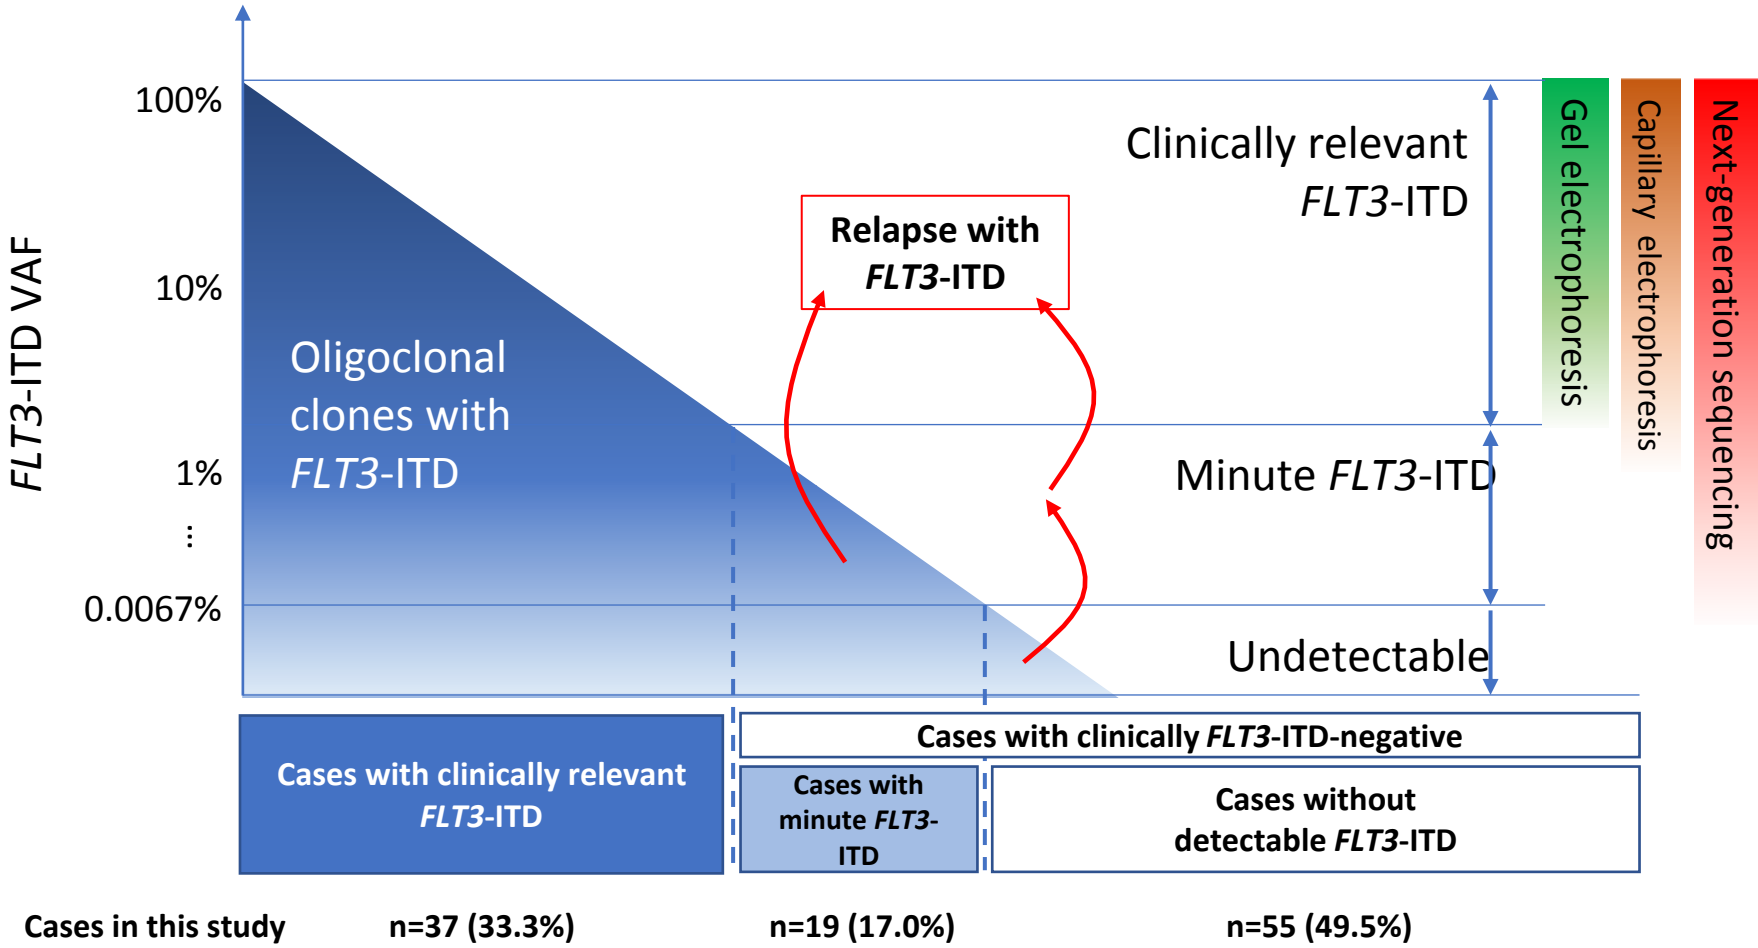 FLT3-ITD VAF
100%
10%
1%
...
0.0067%
Oligoclonal
clones with
FLT3-ITD
Relapse with
FLT3-ITD
Clinically relevant
FLT3-ITD
Minute FLT3-ITD
Undetectable
Gel electrophoresis
Capillary electrophoresis
Next-generation sequencing
Cases with clinically relevant
FLT3-ITD
Cases with clinically FLT3-ITD-negative
Cases with
minute FLT3-
ITD
Cases without
detectable FLT3-ITD
Cases in this study n=37 (33.3%) n=19 (17.0%) n=55 (49.5%)